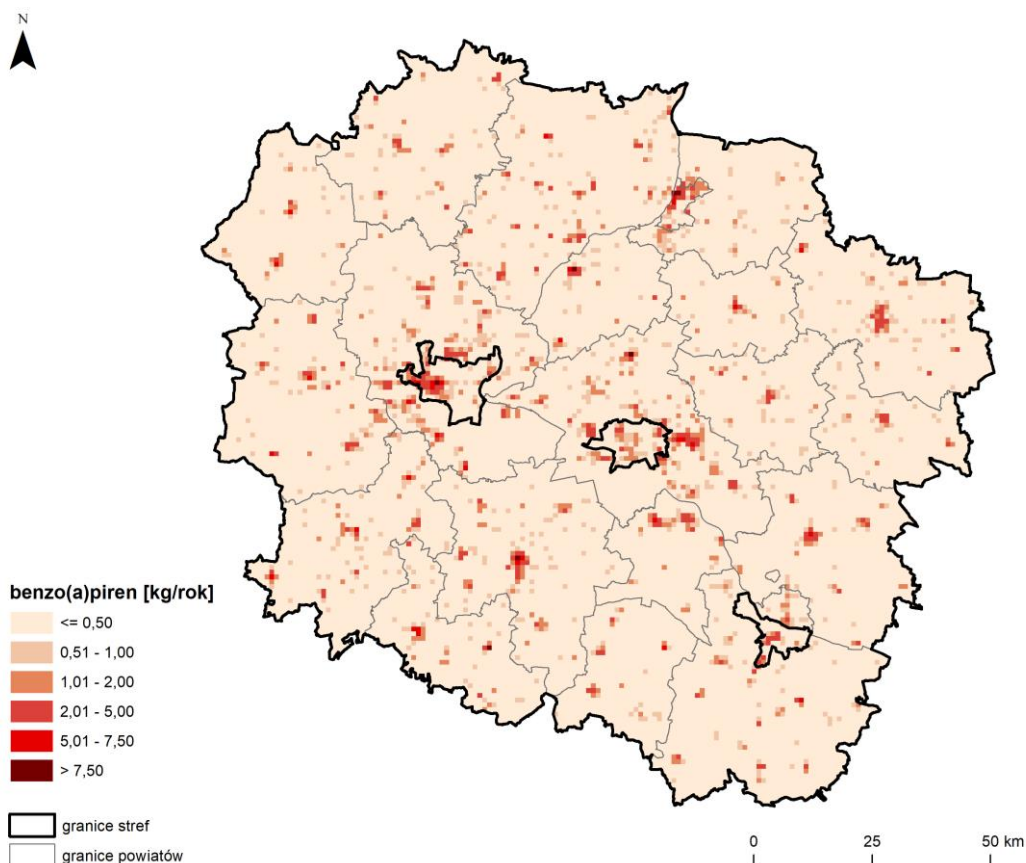 N
benzo(a)piren [kg/rok]
<= 0,50
0,51 - 1,00
1,01 - 2,00
2,01 - 5,00
5,01 - 7,50
> 7,50
granice stref
granice powiatów
0 25 50 km